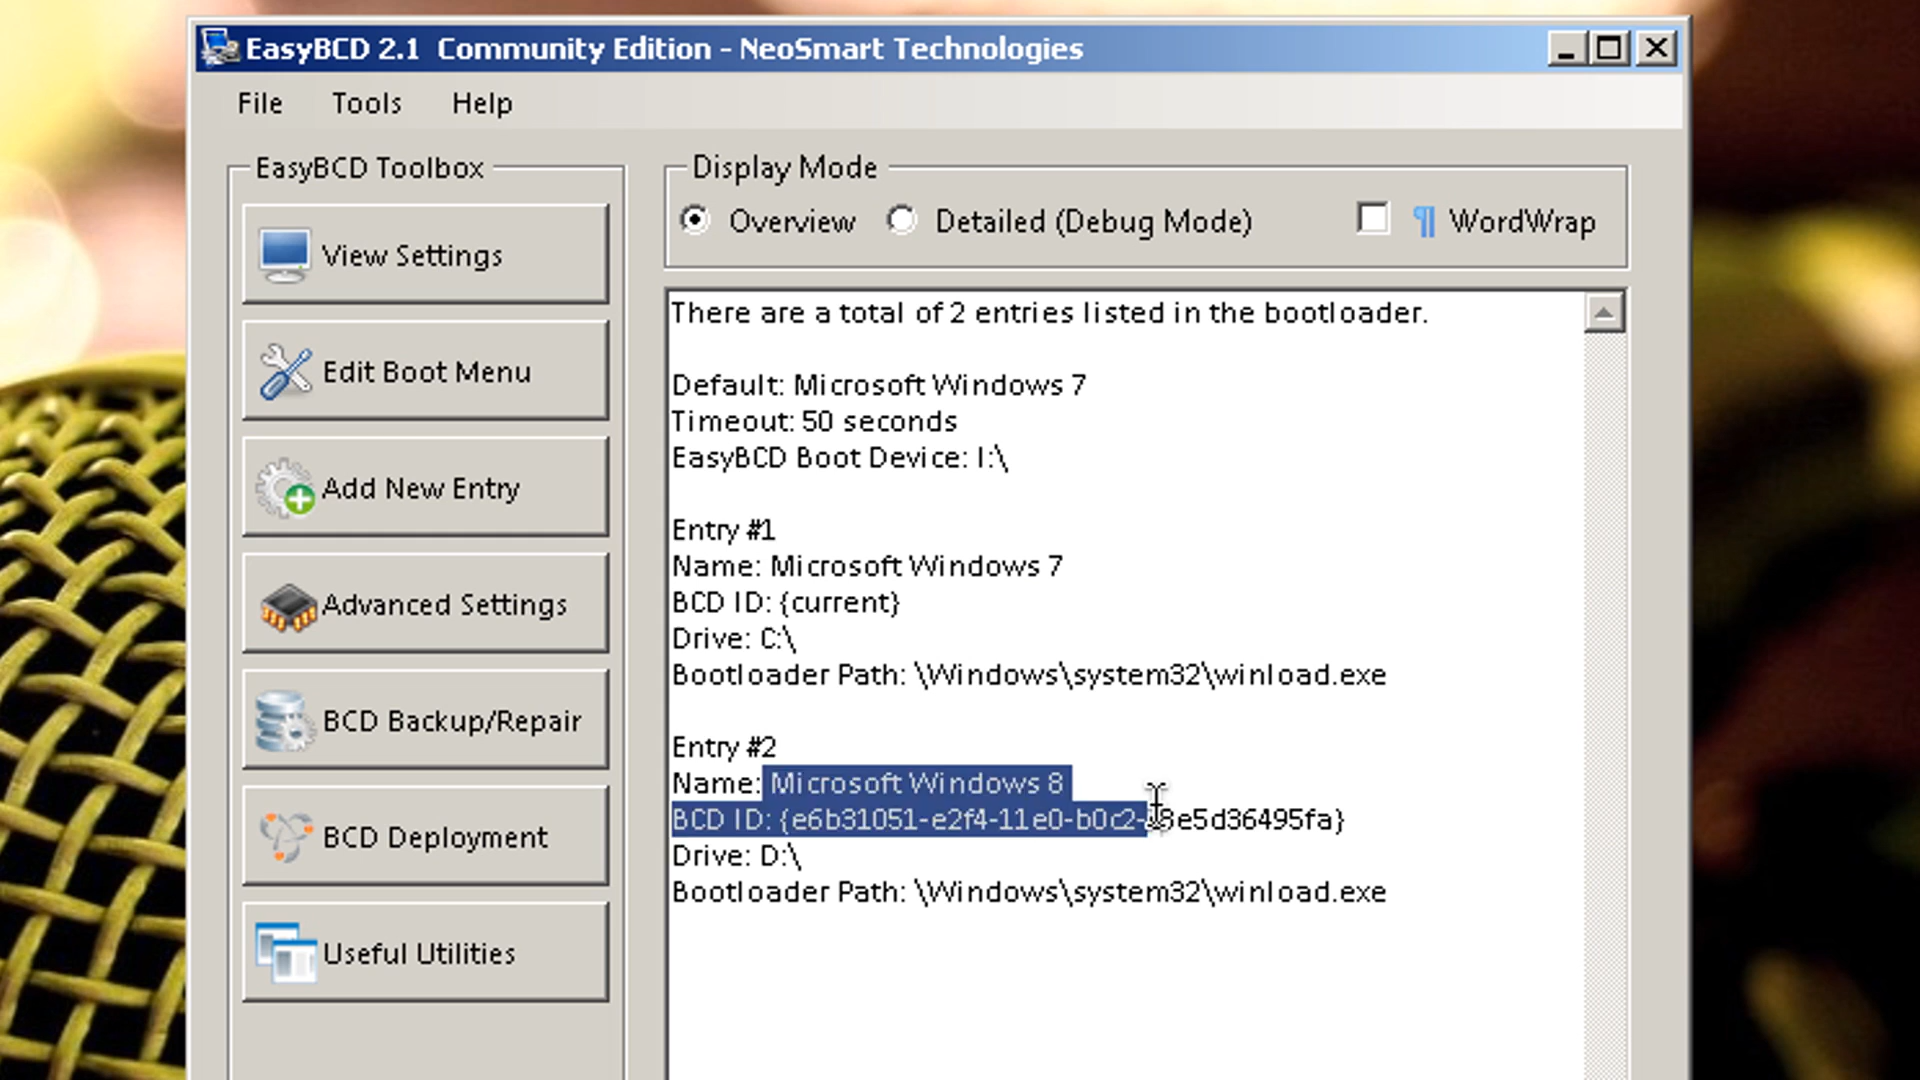 EasyBCD 2.1 Community Edition - NeoSmart Technologies
File Tools Help
EasyBCD Toolbox
View Settings
Edit Boot Menu
Add New Entry
Advanced Settings
BCD Backup/Repair
BCD Deployment
Useful Utilities
Display Mode
Overview Detailed (Debug Mode) ¶ WordWrap
There are a total of 2 entries listed in the bootloader.
Default: Microsoft Windows 7
Timeout: 50 seconds
EasyBCD Boot Device: I:\
Entry #1
Name: Microsoft Windows 7
BCD ID: {current}
Drive: C:\
Bootloader Path: \Windows\system32\winload.exe
Entry #2
Name: Microsoft Windows 8
BCD ID:
Drive: D:\
Bootloader Path: \Windows\system32\winload.exe